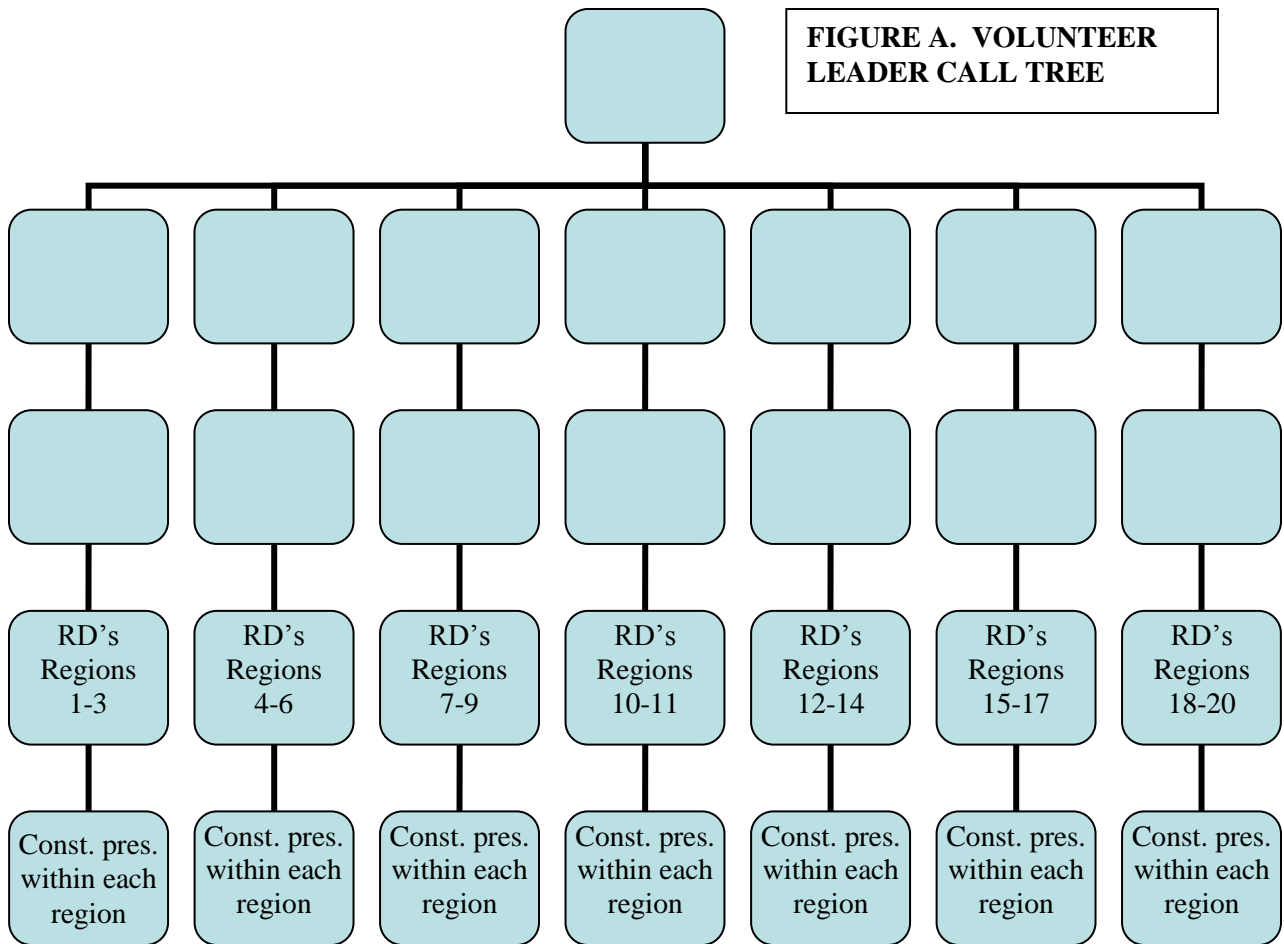 FIGURE A. VOLUNTEER
LEADER CALL TREE
RD’s
Regions
1-3
RD’s
Regions
4-6
RD’s
Regions
7-9
RD’s
Regions
10-11
RD’s
Regions
12-14
RD’s
Regions
15-17
RD’s
Regions
18-20
Const. pres.
within each
region
Const. pres.
within each
region
Const. pres.
within each
region
Const. pres.
within each
region
Const. pres.
within each
region
Const. pres.
within each
region
Const. pres.
within each
region